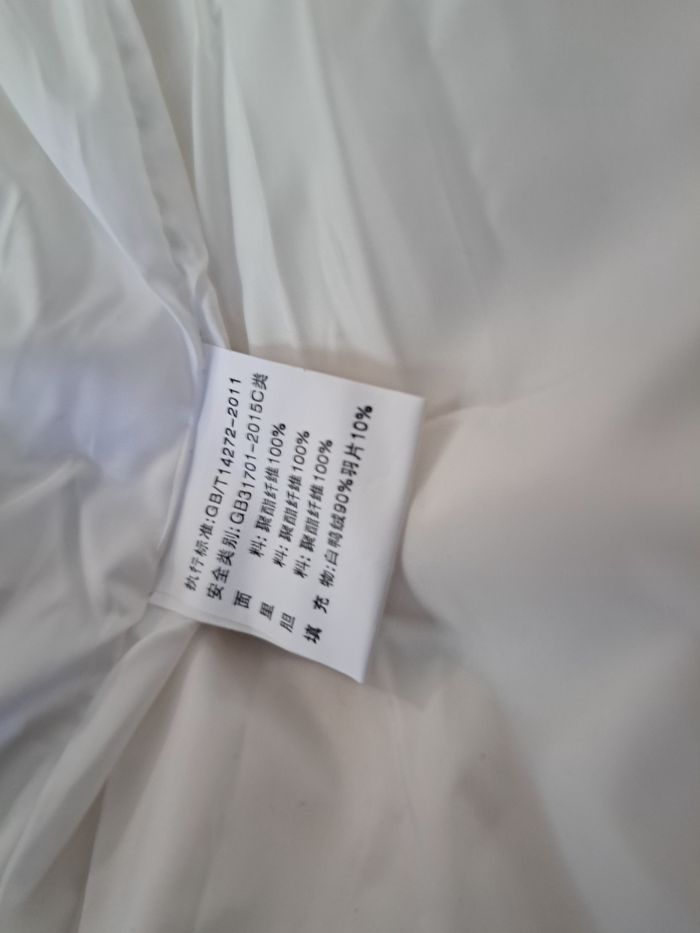 执行标准:GB/T14272-2011
安全类别:GB31701-2015C类
面 料:聚酯纤维100%
里 料:聚酯纤维100%
胆 料:聚酯纤维100%
填 充 物:白鸭绒90%羽片10%